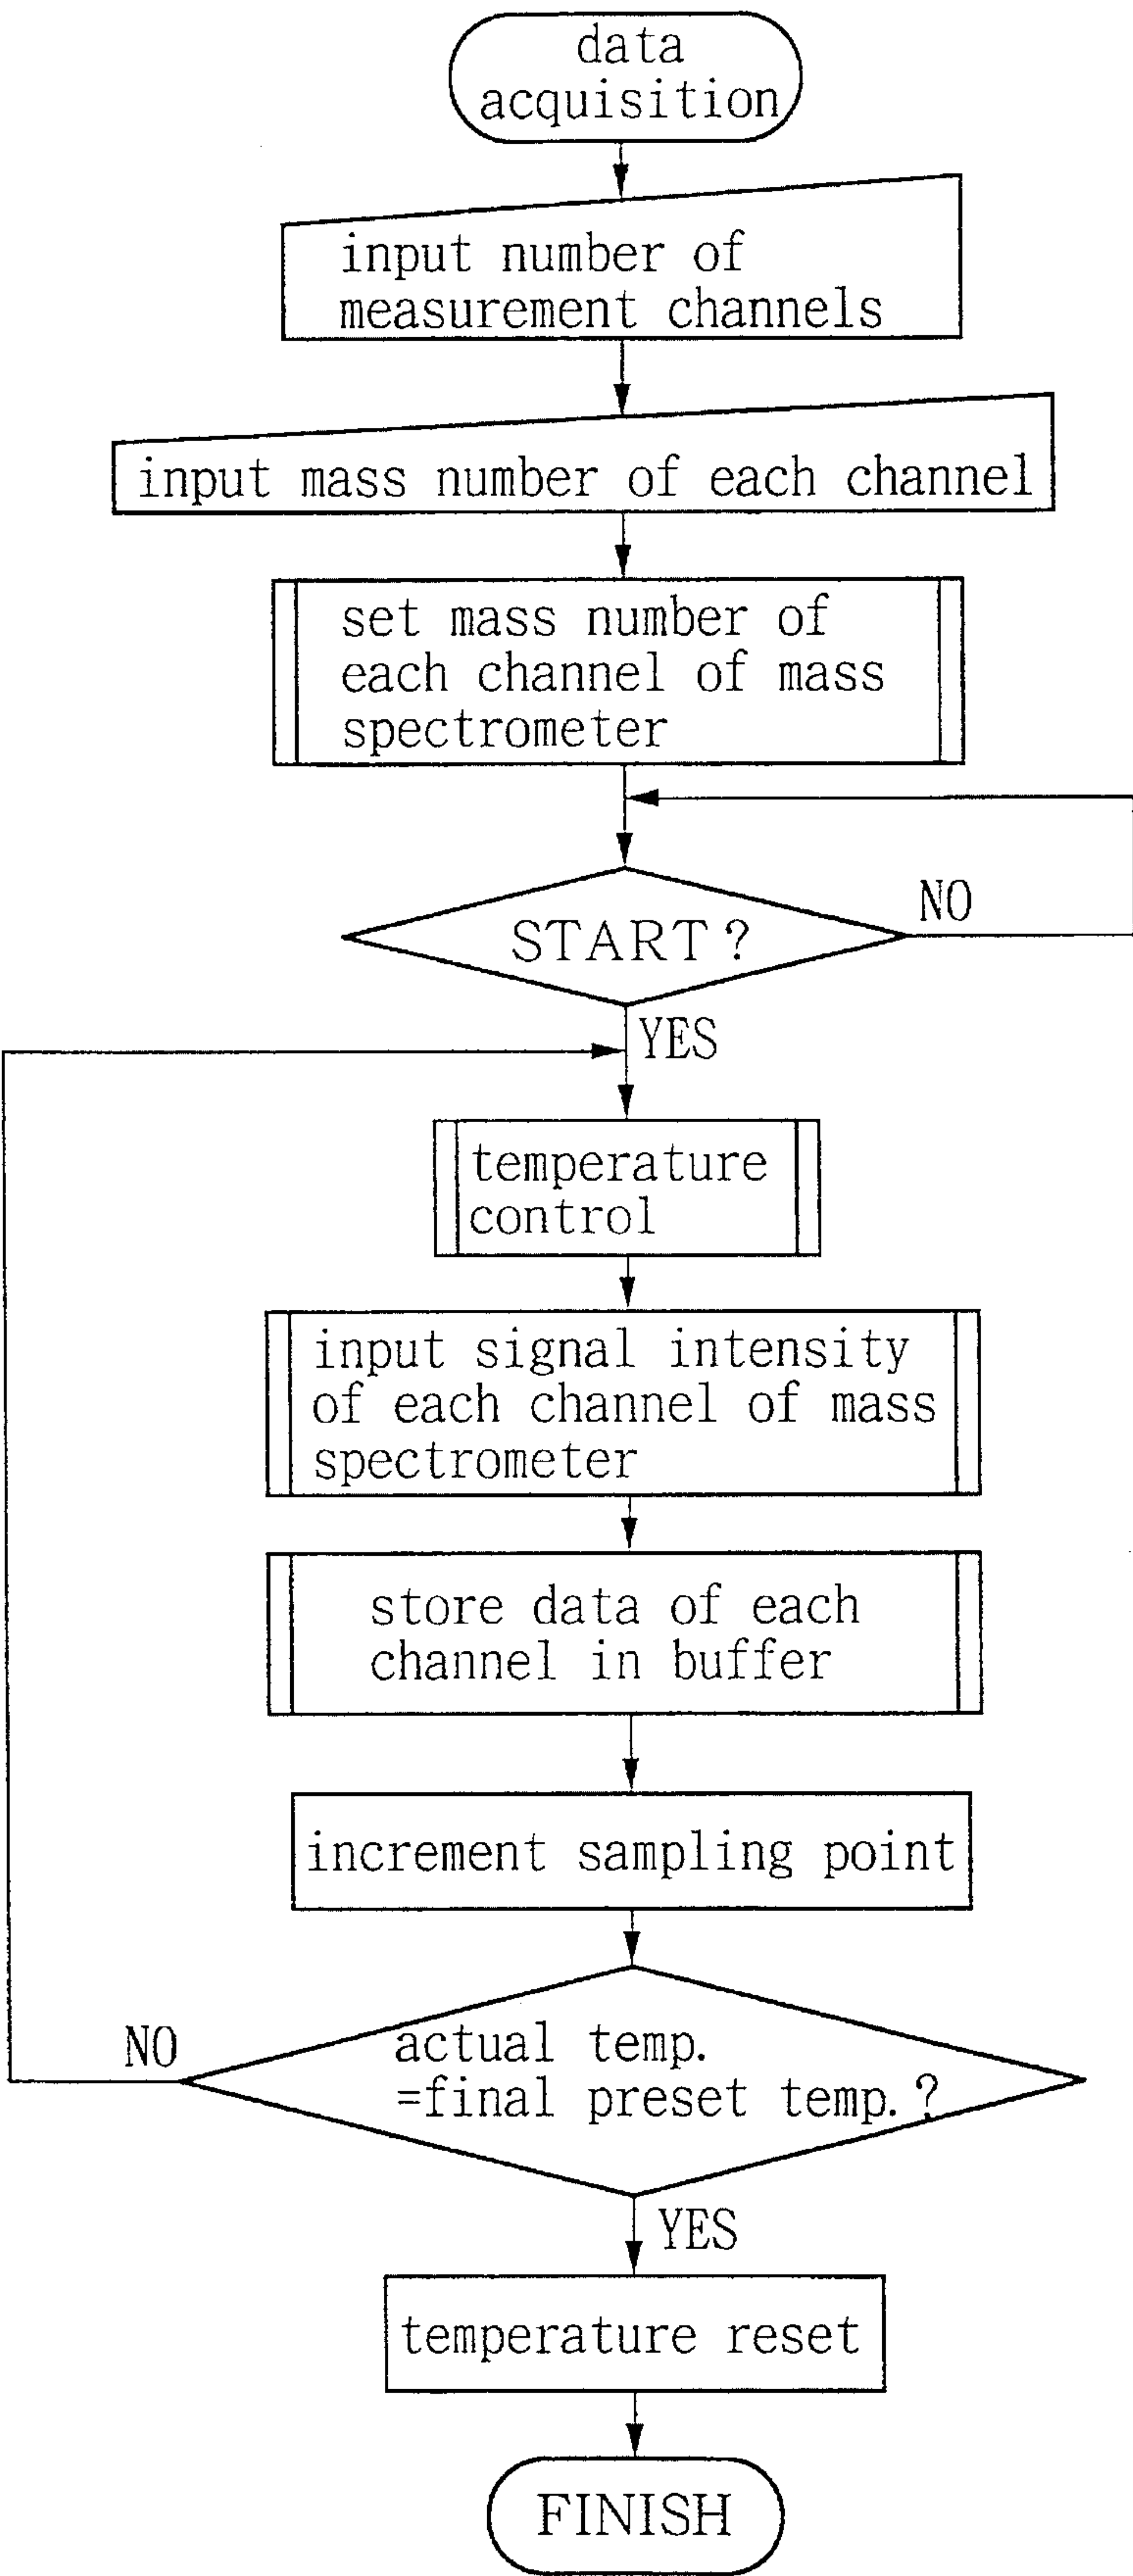 data
acquisition
input number of
measurement channels
input mass number of each channel
set mass number of
each channel of mass
spectrometer
START?
NO
YES
temperature
control
input signal intensity
of each channel of mass
spectrometer
store data of each
channel in buffer
increment sampling point
actual temp.
=final preset temp.?
NO
YES
temperature reset
FINISH